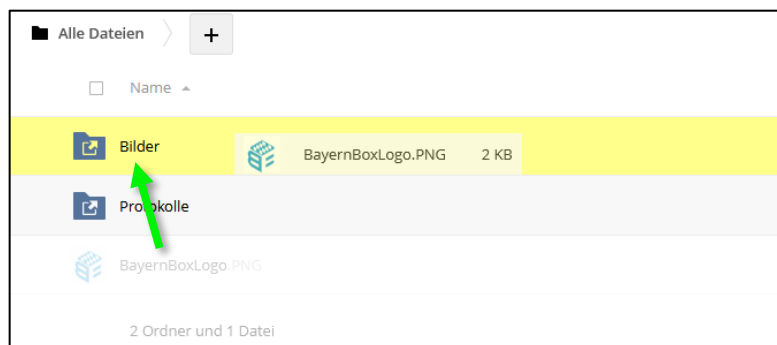 Alle Dateien +
Name
Bilder BayernBoxLogo.PNG 2 KB
Protokolle
BayernBoxLogo.PNG
2 Ordner und 1 Datei